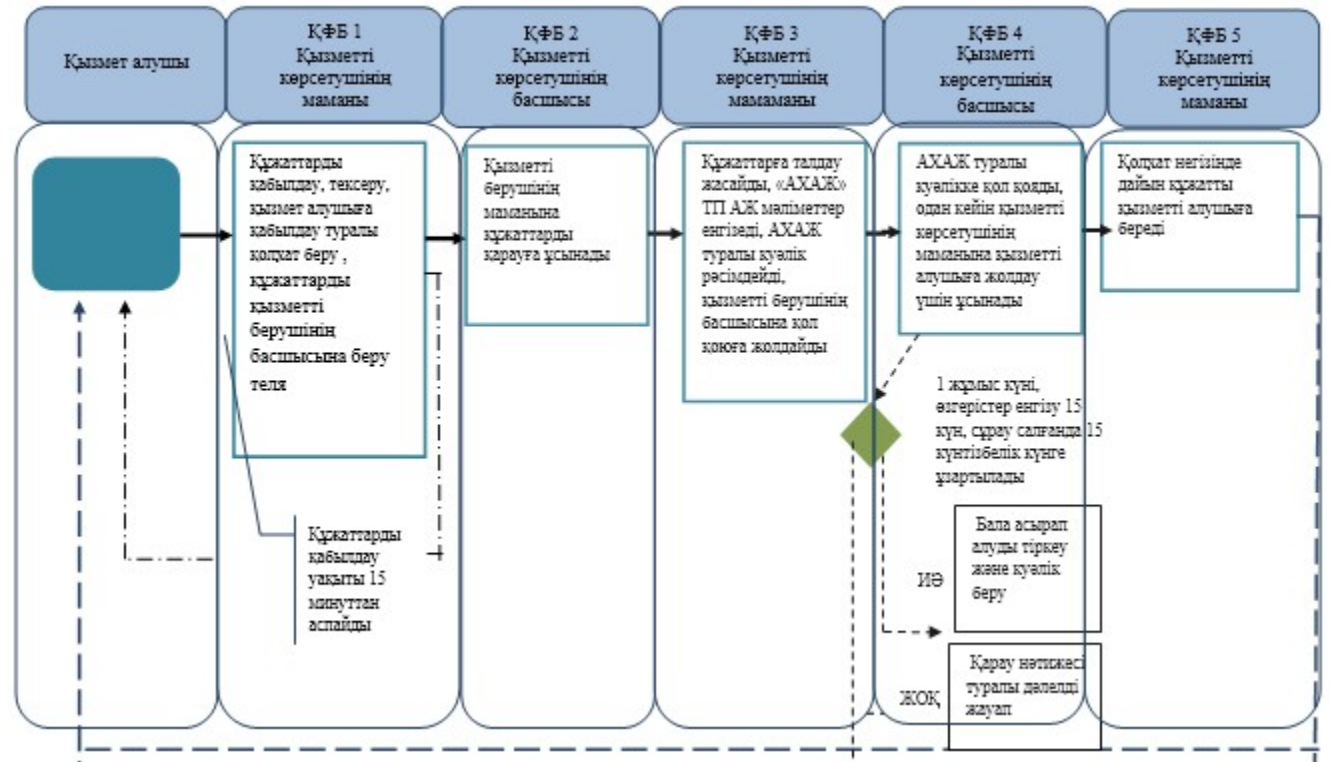 Қызмет алушы
ҚФБ 1
Қызметті
көрсетушінің
маманы
ҚФБ 2
Қызметті
көрсетушінің
басшысы
ҚФБ 3
Қызметті
көрсетушінің
мамаманы
ҚФБ 4
Қызметті
көрсетушінің
басшысы
ҚФБ 5
Қызметті
көрсетушінің
маманы
Құжаттарды
қабылдау, тексеру,
қызмет алушыға
қабылдау туралы
қолхат беру ,
құжаттарды
қызметті
берушінің
басшысына беру
теля
Қызметті
берушінің
маманына
құжаттарды
қарауға ұсынады
Құжаттарға талдау
жасайды, «АХАЖ»
ТП АЖ мәліметтер
енгізеді, АХАЖ
туралы куәлік
рәсімдейді,
қызметті берушінің
басшысына қол
қоюға жолдайды
АХАЖ туралы
куәлікке қол қояды,
одан кейін қызметті
көрсетушінің
маманына қызметті
алушыға жолдау
үшін ұсынады
Қолхат негізінде
дайын құжатты
қызметті алушыға
береді
1 жұмыс күні,
өзгерістер енгізу 15
күн, сұрау салғанда 15
күнтізбелік күнге
ұзартылады
Құжаттарды
қабылдау
уақыты 15
минуттан
аспайды
ИӘ
Бала асырап
алуды тіркеу
және куәлік
беру
ЖОҚ
Қарау нәтижесі
туралы дәлелді
жауап